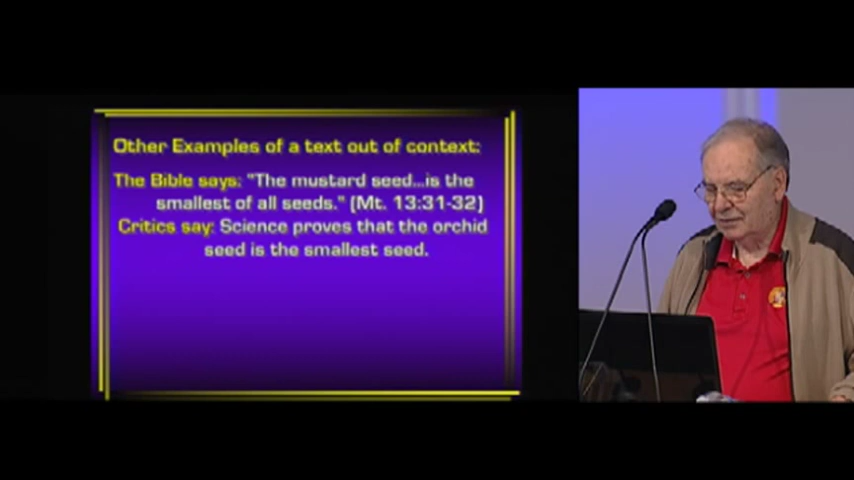 Other Examples of a text out of context:
The Bible says: "The mustard seed...is the
smallest of all seeds." (Mt. 13:31-32)
Critics say: Science proves that the orchid
seed is the smallest seed.